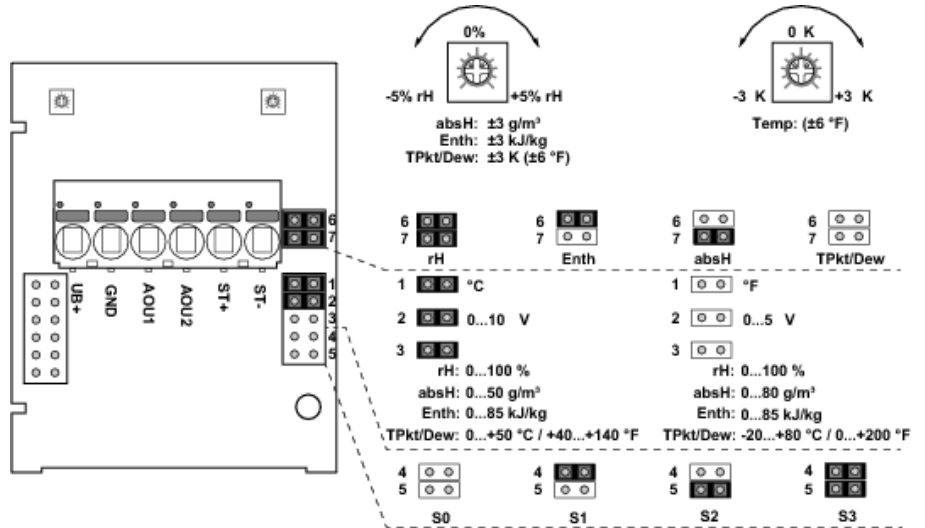 0%
-5% rH +5% rH
absH: ±3 g/m³
Enth: ±3 kJ/kg
TPkt/Dew: ±3 K (±6 °F)
0 K
-3 K +3 K
Temp: (±6 °F)
6
7
1
2
3
4
5
UB+
GND
AOU1
AOU2
ST+
ST-
6
7
rH
6
7
Enth
6
7
absH
6
7
TPkt/Dew
1 °C
2 0...10 V
3
rH: 0...100 %
absH: 0...50 g/m³
Enth: 0...85 kJ/kg
TPkt/Dew: 0...+50 °C / +40...+140 °F
1 °F
2 0...5 V
3
rH: 0...100 %
absH: 0...80 g/m³
Enth: 0...85 kJ/kg
TPkt/Dew: -20...+80 °C / 0...+200 °F
4
5
S0
4
5
S1
4
5
S2
4
5
S3